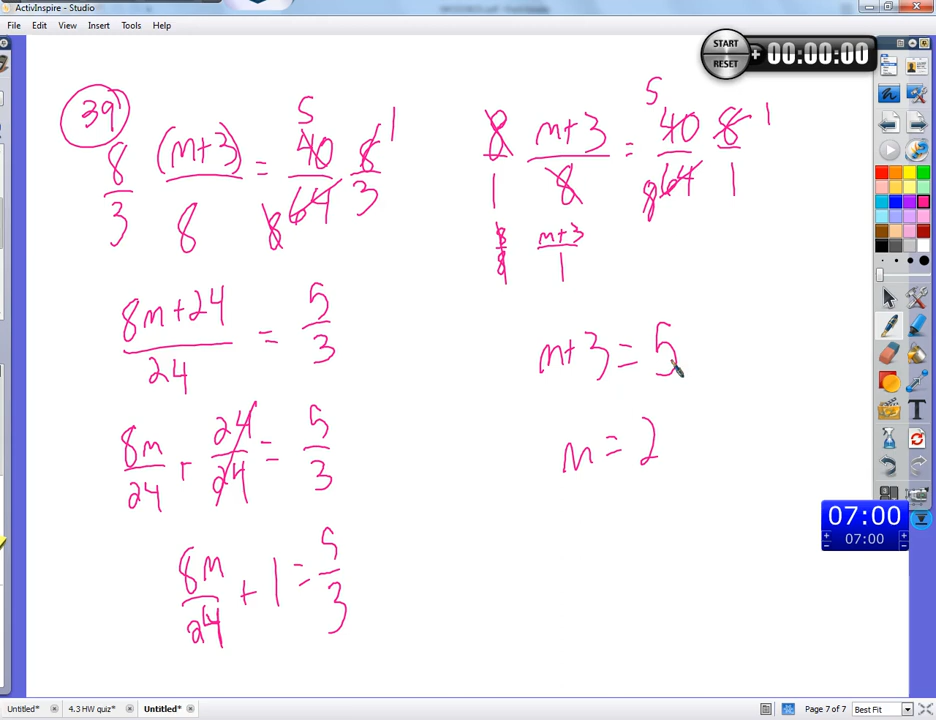 ActivInspire - Studio
File Edit View Insert Tools Help
START
RESET
+ 00:00:00
39
8/3 (m+3)/8 = 40/64 8/3
5 1
8
8m+24/24 = 5/3
8m/24 + 24/24 = 5/3
8m/24 + 1 = 5/3
8/1 m+3/8 = 40/64 8/1
5 1
8
8/8 m+3/1
m+3 = 5
m = 2
07:00
07:00
Untitled* 4.3 HW quiz* Untitled* Page 7 of 7 Best Fit